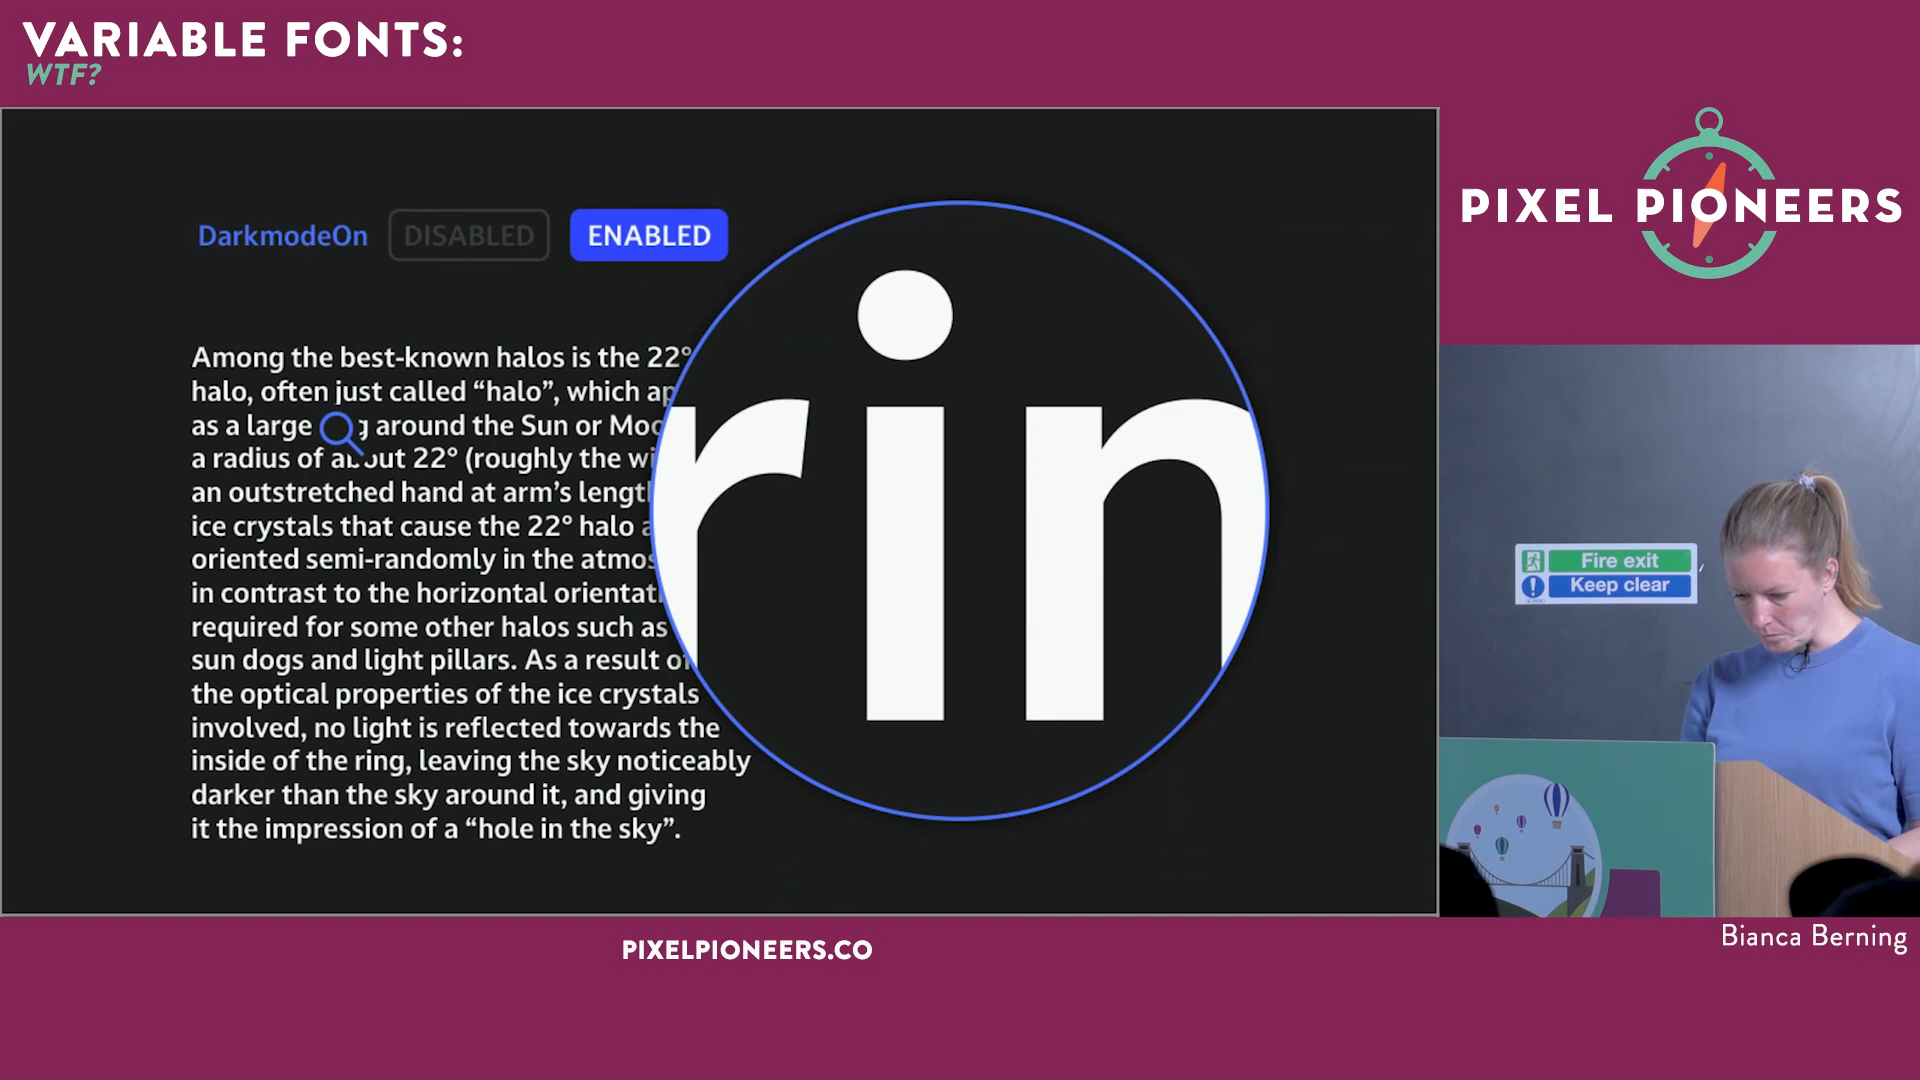 VARIABLE FONTS:
WTF?
PIXEL PIONEERS
DarkmodeOn DISABLED ENABLED
Among the best-known halos is the 22°
halo, often just called “halo”, which ap
as a large g around the Sun or Moo
a radius of about 22° (roughly the wi
an outstretched hand at arm’s length
ice crystals that cause the 22° halo a
oriented semi-randomly in the atmos
in contrast to the horizontal orientati
required for some other halos such as
sun dogs and light pillars. As a result of
the optical properties of the ice crystals
involved, no light is reflected towards the
inside of the ring, leaving the sky noticeably
darker than the sky around it, and giving
it the impression of a “hole in the sky”.
rin
Fire exit
Keep clear
Bianca Berning
PIXELPIONEERS.CO